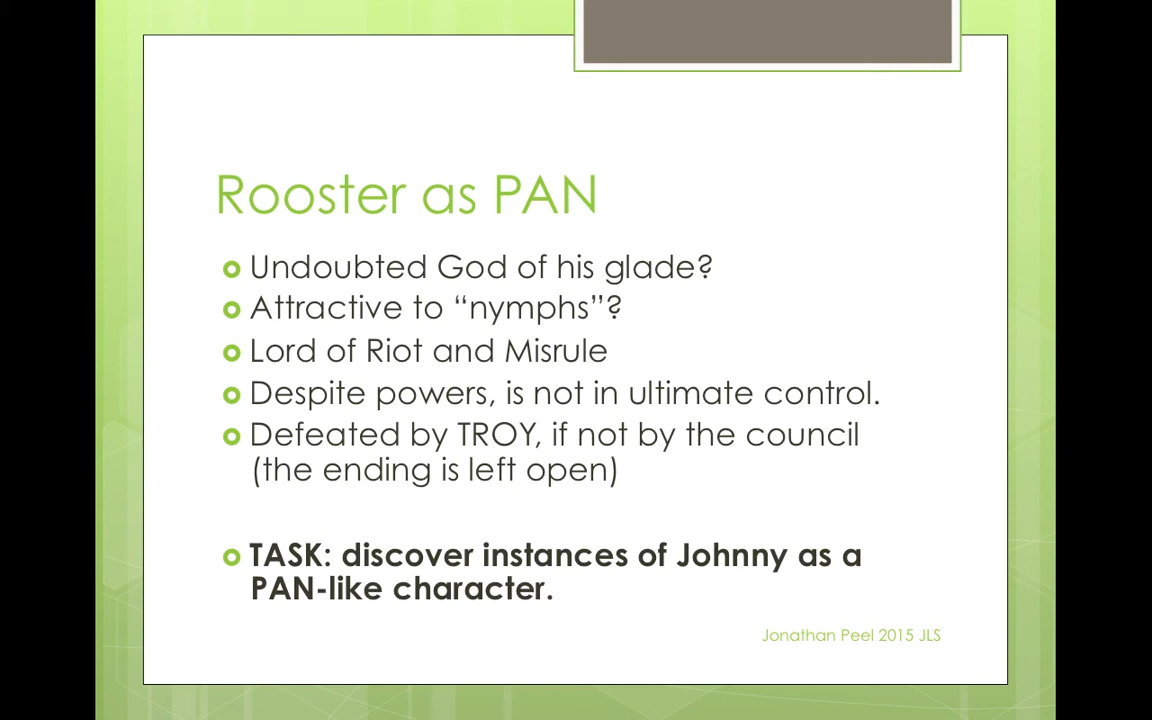 Rooster as PAN
Undoubted God of his glade?
Attractive to “nymphs”?
Lord of Riot and Misrule
Despite powers, is not in ultimate control.
Defeated by TROY, if not by the council
(the ending is left open)
TASK: discover instances of Johnny as a
PAN-like character.
Jonathan Peel 2015 JLS